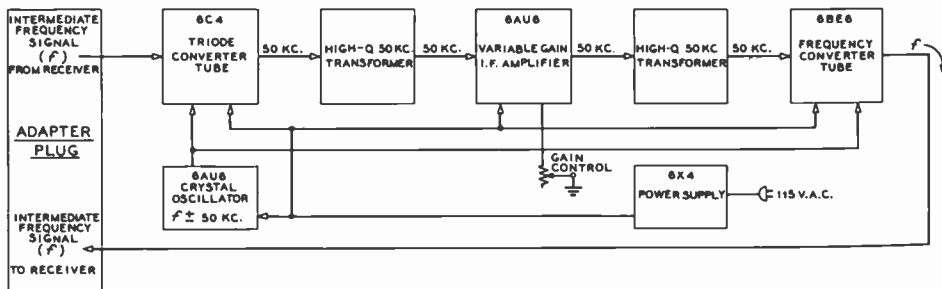 INTERMEDIATE
FREQUENCY
SIGNAL
(f)
FROM RECEIVER
ADAPTER
PLUG
INTERMEDIATE
FREQUENCY
SIGNAL
(f)
TO RECEIVER
6C4
TRIODE
CONVERTER
TUBE
50 KC.
HIGH-Q 50KC.
TRANSFORMER
50 KC.
6AU6
VARIABLE GAIN
I.F. AMPLIFIER
50 KC.
HIGH-Q 50KC
TRANSFORMER
50 KC.
6BE6
FREQUENCY
CONVERTER
TUBE
f
6AU6
CRYSTAL
OSCILLATOR
f ± 50 KC.
GAIN
CONTROL
6X4
POWER SUPPLY
115 V.A.C.